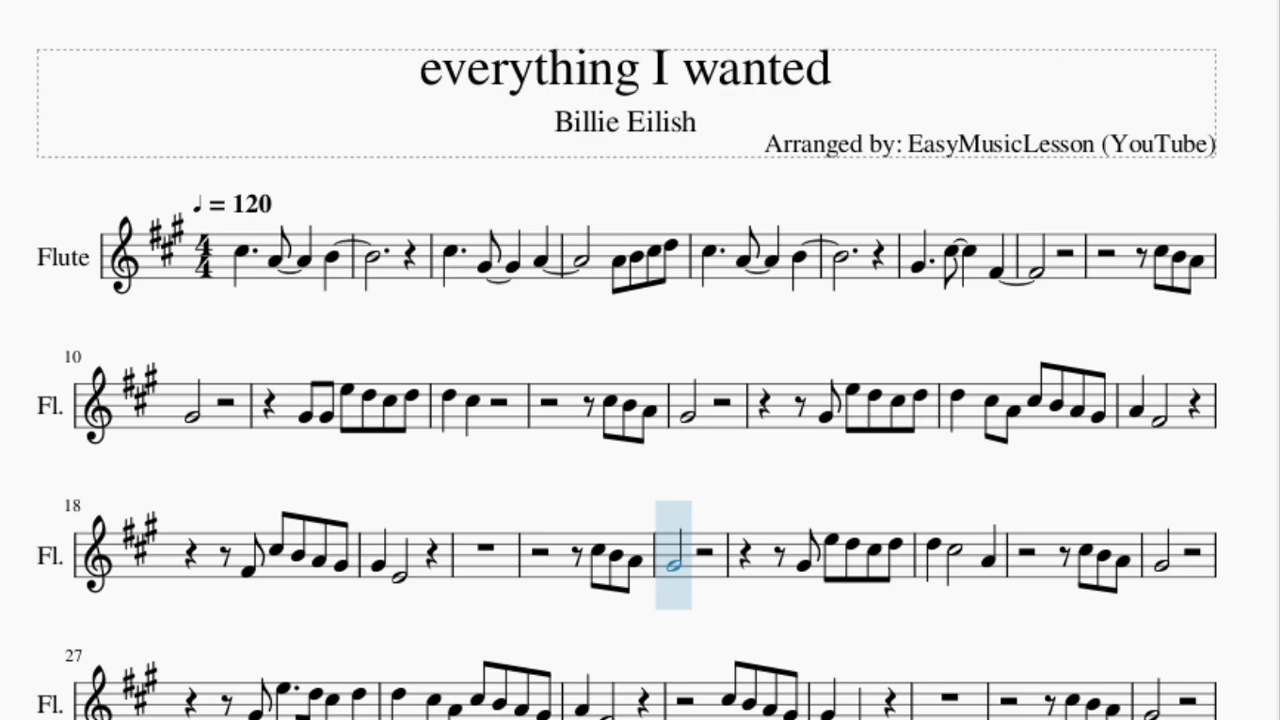 everything I wanted
Billie Eilish
Arranged by: EasyMusicLesson (YouTube)
♩ = 120
Flute
4
4
10
Fl.
18
Fl.
27
Fl.